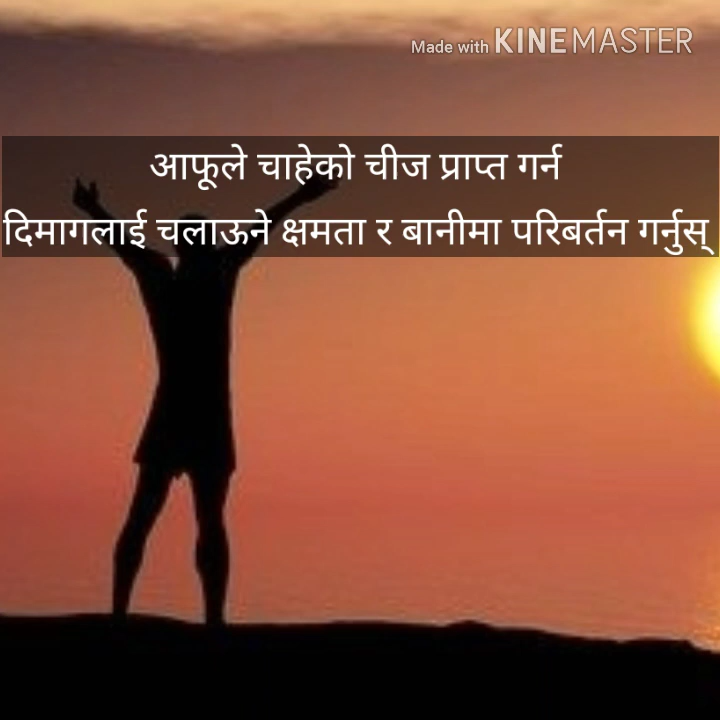 Made with KINEMASTER
आफूले चाहेको चीज प्राप्त गर्न
दिमागलाई चलाऊने क्षमता र बानीमा परिबर्तन गर्नुस्